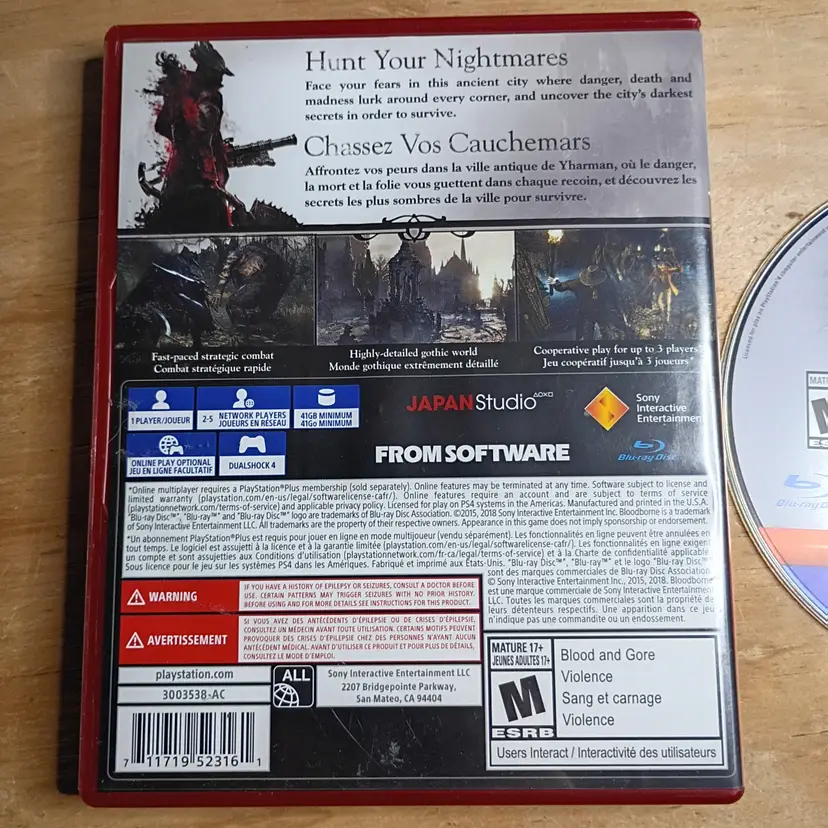 Hunt Your Nightmares
Face your fears in this ancient city where danger, death and
madness lurk around every corner, and uncover the city's darkest
secrets in order to survive.
Chassez Vos Cauchemars
Affrontez vos peurs dans la ville antique de Yharman, où le danger,
la mort et la folie vous guettent dans chaque recoin, et découvrez les
secrets les plus sombres de la ville pour survivre.
Fast-paced strategic combat
Combat stratégique rapide
Highly-detailed gothic world
Monde gothique extrêmement détaillé
Cooperative play for up to 3 players*
Jeu coopératif jusqu'à 3 joueurs*
1 PLAYER/JOUEUR
2-5 NETWORK PLAYERS
JOUEURS EN RÉSEAU
41GB MINIMUM
41Go MINIMUM
ONLINE PLAY OPTIONAL
JEU EN LIGNE FACULTATIF
DUALSHOCK 4
JAPAN Studio
Sony
Interactive
Entertainment
FROMSOFTWARE
Blu-ray Disc
*Online multiplayer requires a PlayStation®Plus membership (sold separately). Online features may be terminated at any time. Software subject to license and
limited warranty (playstation.com/en-us/legal/softwarelicense-cafr/). Online features require an account and are subject to terms of service
(playstationnetwork.com/terms-of-service) and applicable privacy policy. Licensed for play on PS4 systems in the Americas. Manufactured and printed in the U.S.A.
"Blu-ray Disc™", "Blu-ray™" and "Blu-ray Disc™" logo are trademarks of Blu-ray Disc Association. ©2015, 2018 Sony Interactive Entertainment Inc. Bloodborne is a trademark
of Sony Interactive Entertainment LLC. All trademarks are the property of their respective owners. Appearance in this game does not imply sponsorship or endorsement.
*Un abonnement PlayStation®Plus est requis pour jouer en ligne en mode multijoueur (vendu séparément). Les fonctionnalités en ligne peuvent être annulées en
tout temps. Le logiciel est assujetti à la licence et à la garantie limitée (playstation.com/en-us/legal/softwarelicense-cafr/). Les fonctionnalités en ligne exigent
un compte et sont assujetties aux Conditions d'utilisation (playstationnetwork.com/fr-ca/legal/terms-of-service) et à la Charte de confidentialité applicable.
Sous licence pour le jeu sur les systèmes PS4 dans les Amériques. Fabriqué et imprimé aux États-Unis. "Blu-ray Disc™", "Blu-ray™" et le logo "Blu-ray Disc™"
sont des marques commerciales de Blu-ray Disc Association.
© Sony Interactive Entertainment Inc., 2015, 2018. Bloodborne
est une marque commerciale de Sony Interactive Entertainment
LLC. Toutes les marques commerciales sont la propriété de
leurs détenteurs respectifs. Une apparition dans ce jeu
n'indique pas une commandite ou un endossement.
WARNING
IF YOU HAVE A HISTORY OF EPILEPSY OR SEIZURES, CONSULT A DOCTOR BEFORE
USE. CERTAIN PATTERNS MAY TRIGGER SEIZURES WITH NO PRIOR HISTORY.
BEFORE USING AND FOR MORE DETAILS SEE INSTRUCTIONS FOR THIS PRODUCT.
AVERTISSEMENT
SI VOUS AVEZ DES ANTÉCÉDENTS D'ÉPILEPSIE OU DE CRISES D'ÉPILEPSIE,
CONSULTEZ UN MÉDECIN AVANT TOUTE UTILISATION. CERTAINS MOTIFS PEUVENT
PROVOQUER DES CRISES D'ÉPILEPSIE CHEZ DES PERSONNES N'AYANT AUCUN
ANTÉCÉDENT MÉDICAL. AVANT D'UTILISER CE PRODUIT ET POUR PLUS DE DÉTAILS,
CONSULTEZ LE MODE D'EMPLOI.
playstation.com
3003538-AC
ALL
Sony Interactive Entertainment LLC
2207 Bridgepointe Parkway,
San Mateo, CA 94404
7 11719 52316 1
MATURE 17+
JEUNES ADULTES 17+
M
ESRB
Blood and Gore
Violence
Sang et carnage
Violence
Users Interact / Interactivité des utilisateurs
Blu-ray Disc